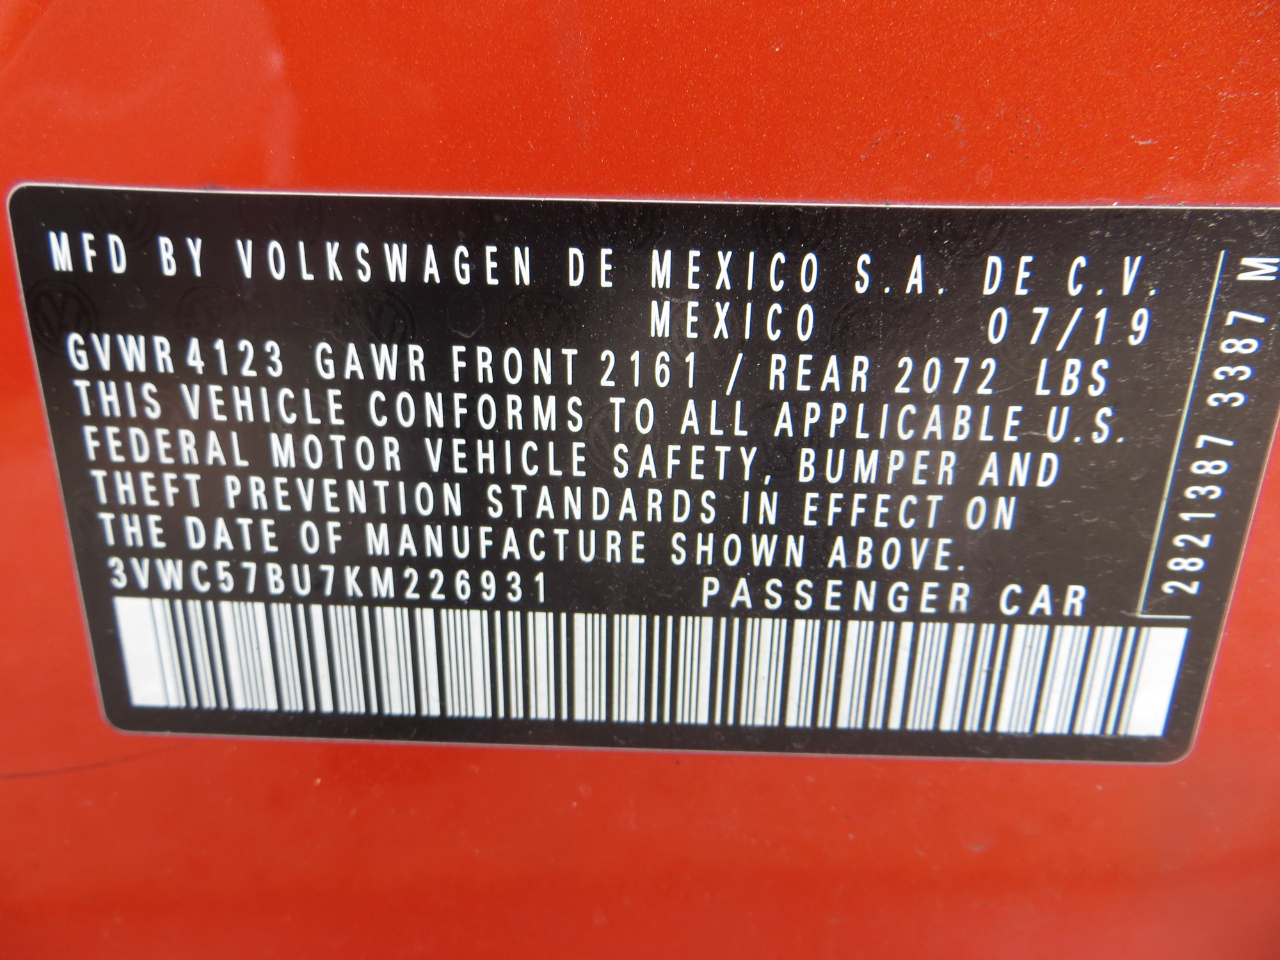 MFD BY VOLKSWAGEN DE MEXICO S.A. DE C.V.
MEXICO 07/19
GVWR 4123 GAWR FRONT 2161 / REAR 2072 LBS
THIS VEHICLE CONFORMS TO ALL APPLICABLE U.S.
FEDERAL MOTOR VEHICLE SAFETY, BUMPER AND
THEFT PREVENTION STANDARDS IN EFFECT ON
THE DATE OF MANUFACTURE SHOWN ABOVE.
3VWC57BU7KM226931 PASSENGER CAR
2821387 3387 M